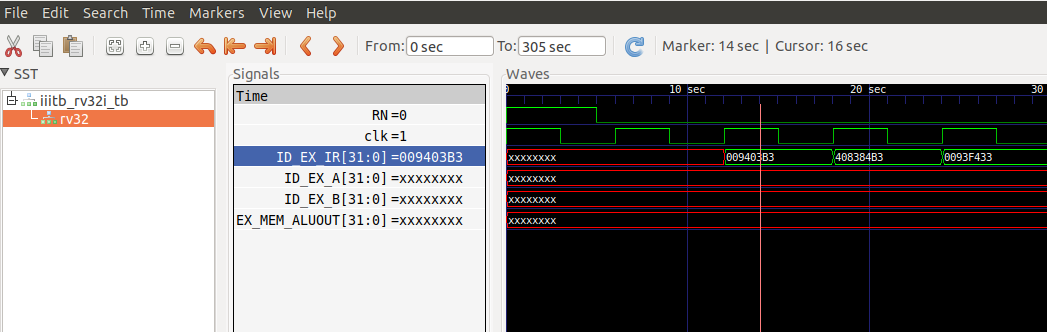 File Edit Search Time Markers View Help
From: 0 sec To: 305 sec Marker: 14 sec | Cursor: 16 sec
SST
iiitb_rv32i_tb
rv32
Signals
Time
RN=0
clk=1
ID_EX_IR[31:0]=009403B3
ID_EX_A[31:0]=xxxxxxxx
ID_EX_B[31:0]=xxxxxxxx
EX_MEM_ALUOUT[31:0]=xxxxxxxx
Waves
0 10 sec 20 sec 30
xxxxxxxx 009403B3 408384B3 0093F433
xxxxxxxx
xxxxxxxx
xxxxxxxx